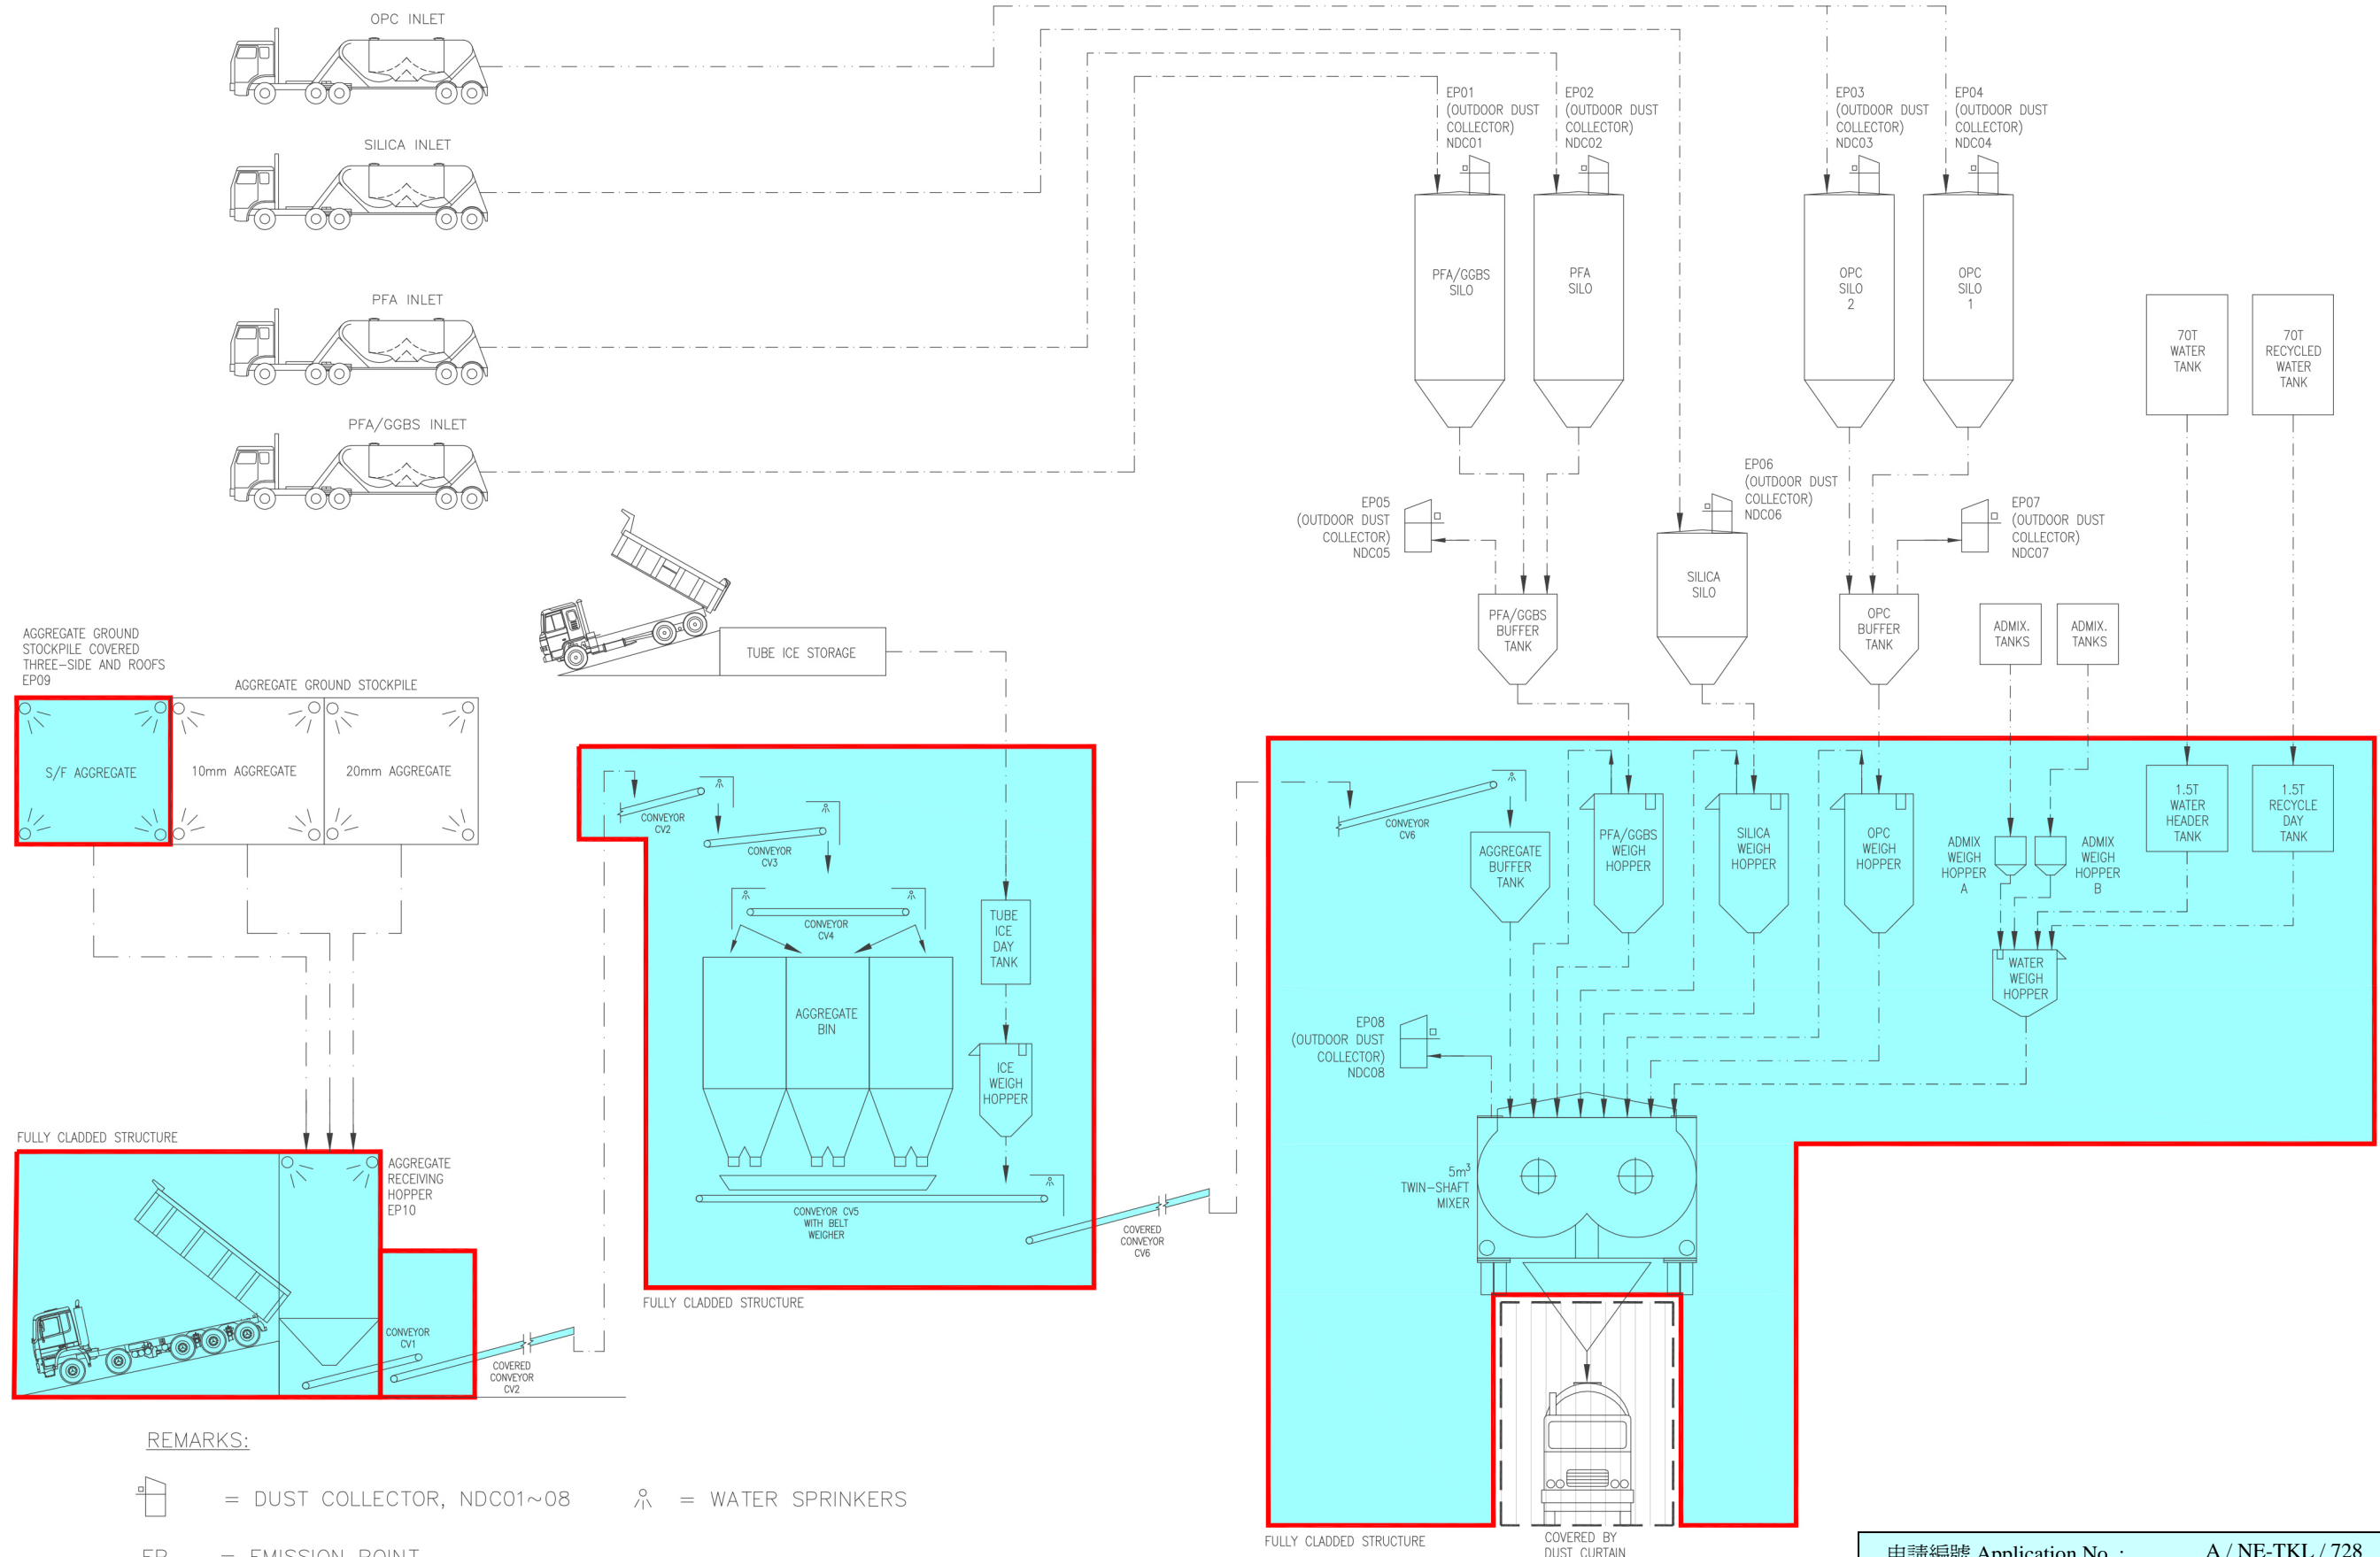 OPC INLET
SILICA INLET
PFA INLET
PFA/GGBS INLET
EP01
(OUTDOOR DUST
COLLECTOR)
NDC01
EP02
(OUTDOOR DUST
COLLECTOR)
NDC02
EP03
(OUTDOOR DUST
COLLECTOR)
NDC03
EP04
(OUTDOOR DUST
COLLECTOR)
NDC04
PFA/GGBS
SILO
PFA
SILO
OPC
SILO
2
OPC
SILO
1
70T
WATER
TANK
70T
RECYCLED
WATER
TANK
EP05
(OUTDOOR DUST
COLLECTOR)
NDC05
EP06
(OUTDOOR DUST
COLLECTOR)
NDC06
EP07
(OUTDOOR DUST
COLLECTOR)
NDC07
PFA/GGBS
BUFFER
TANK
SILICA
SILO
OPC
BUFFER
TANK
ADMIX.
TANKS
ADMIX.
TANKS
TUBE ICE STORAGE
AGGREGATE GROUND
STOCKPILE COVERED
THREE-SIDE AND ROOFS
EP09
AGGREGATE GROUND STOCKPILE
S/F AGGREGATE
10mm AGGREGATE
20mm AGGREGATE
CONVEYOR
CV2
CONVEYOR
CV3
CONVEYOR
CV4
AGGREGATE
BIN
TUBE
ICE
DAY
TANK
ICE
WEIGH
HOPPER
CONVEYOR CV5
WITH BELT
WEIGHER
FULLY CLADDED STRUCTURE
COVERED
CONVEYOR
CV6
CONVEYOR
CV6
AGGREGATE
BUFFER
TANK
PFA/GGBS
WEIGH
HOPPER
SILICA
WEIGH
HOPPER
OPC
WEIGH
HOPPER
ADMIX
WEIGH
HOPPER
A
ADMIX
WEIGH
HOPPER
B
1.5T
WATER
HEADER
TANK
1.5T
RECYCLE
DAY
TANK
WATER
WEIGH
HOPPER
EP08
(OUTDOOR DUST
COLLECTOR)
NDC08
5m³
TWIN-SHAFT
MIXER
FULLY CLADDED STRUCTURE
AGGREGATE
RECEIVING
HOPPER
EP10
CONVEYOR
CV1
COVERED
CONVEYOR
CV2
FULLY CLADDED STRUCTURE
COVERED BY
DUST CURTAIN
REMARKS:
= DUST COLLECTOR, NDC01~08
= WATER SPRINKERS
EP = EMISSION POINT
申請編號 Application No. : A / NE-TKL / 728